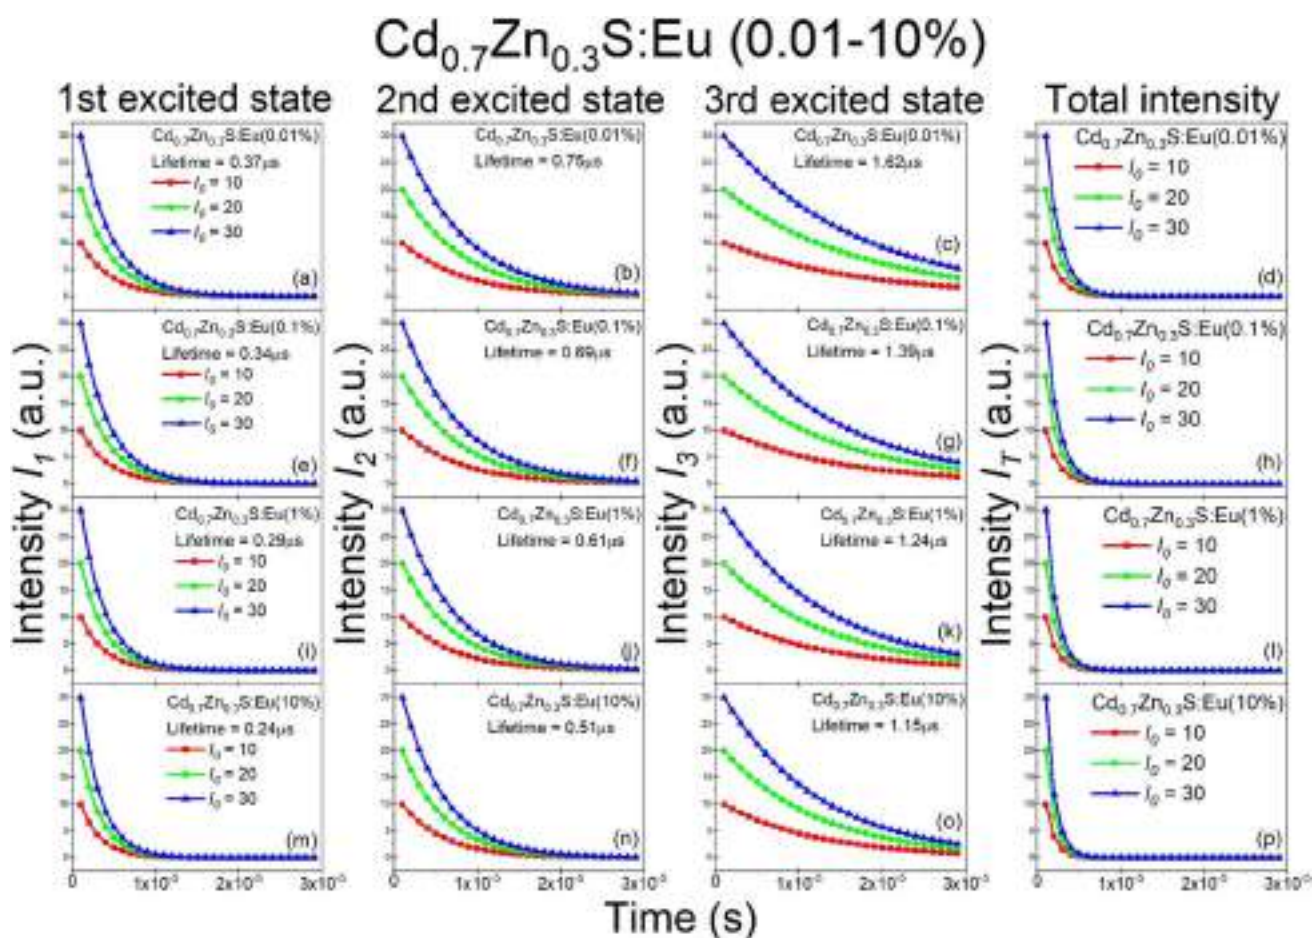 Cd₀.₇Zn₀.₃S:Eu (0.01-10%)
1st excited state
2nd excited state
3rd excited state
Total intensity
Cd₀.₇Zn₀.₃S:Eu(0.01%)
Lifetime = 0.37μs
I₀ = 10
I₀ = 20
I₀ = 30
(a)
Cd₀.₇Zn₀.₃S:Eu(0.01%)
Lifetime = 0.75μs
(b)
Cd₀.₇Zn₀.₃S:Eu(0.01%)
Lifetime = 1.62μs
(c)
Cd₀.₇Zn₀.₃S:Eu(0.01%)
I₀ = 10
I₀ = 20
I₀ = 30
(d)
Cd₀.₇Zn₀.₃S:Eu(0.1%)
Lifetime = 0.34μs
I₀ = 10
I₀ = 20
I₀ = 30
(e)
Cd₀.₇Zn₀.₃S:Eu(0.1%)
Lifetime = 0.69μs
(f)
Cd₀.₇Zn₀.₃S:Eu(0.1%)
Lifetime = 1.39μs
(g)
Cd₀.₇Zn₀.₃S:Eu(0.1%)
I₀ = 10
I₀ = 20
I₀ = 30
(h)
Cd₀.₇Zn₀.₃S:Eu(1%)
Lifetime = 0.29μs
I₀ = 10
I₀ = 20
I₀ = 30
(i)
Cd₀.₇Zn₀.₃S:Eu(1%)
Lifetime = 0.61μs
(j)
Cd₀.₇Zn₀.₃S:Eu(1%)
Lifetime = 1.24μs
(k)
Cd₀.₇Zn₀.₃S:Eu(1%)
I₀ = 10
I₀ = 20
I₀ = 30
(l)
Cd₀.₇Zn₀.₃S:Eu(10%)
Lifetime = 0.24μs
I₀ = 10
I₀ = 20
I₀ = 30
(m)
Cd₀.₇Zn₀.₃S:Eu(10%)
Lifetime = 0.51μs
(n)
Cd₀.₇Zn₀.₃S:Eu(10%)
Lifetime = 1.15μs
(o)
Cd₀.₇Zn₀.₃S:Eu(10%)
I₀ = 10
I₀ = 20
I₀ = 30
(p)
Intensity I₁ (a.u.)
Intensity I₂ (a.u.)
Intensity I₃ (a.u.)
Intensity I_T (a.u.)
Time (s)